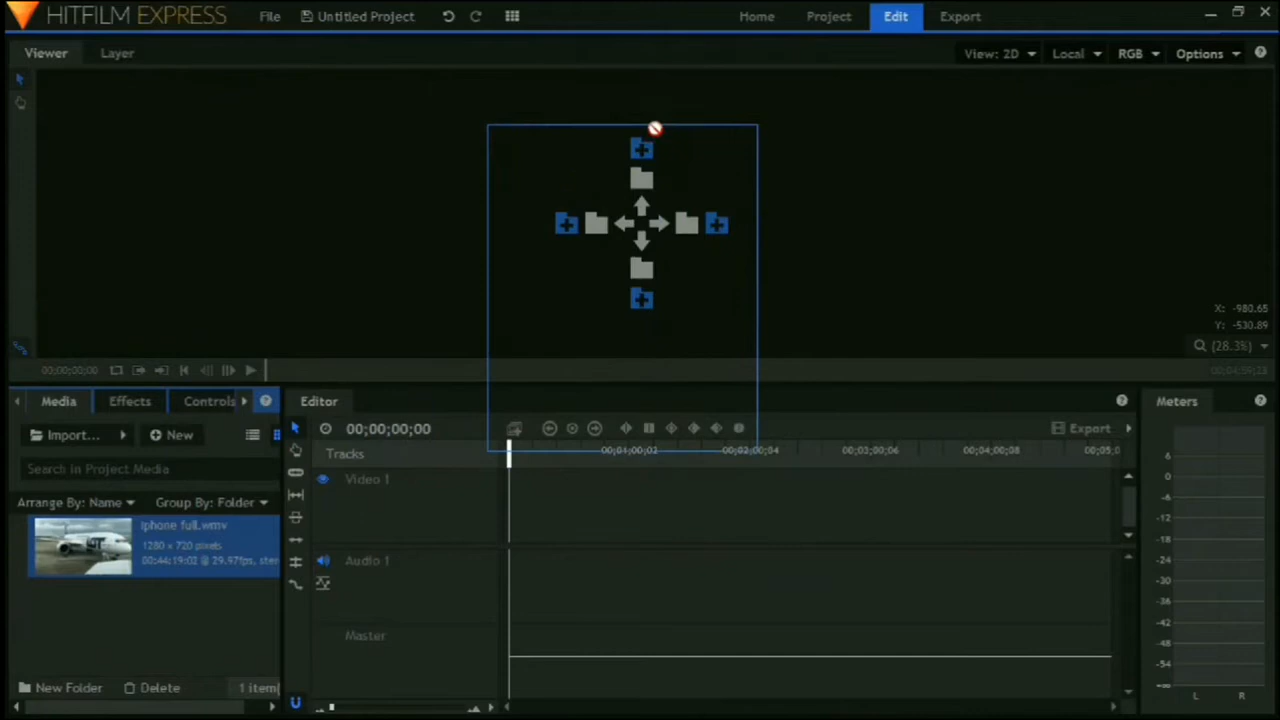 HITFILM EXPRESS File Untitled Project Home Project Edit Export
Viewer Layer View: 2D Local RGB Options
X: -980.65
Y: -530.89
(28.3%)
00;00;00;00 00;04;59;23
Media Effects Controls Editor Meters
Import... New 00;00;00;00 Export
Search in Project Media Tracks 00;01;00;02 00;02;00;04 00;03;00;06 00;04;00;08 00;05;0
Arrange By: Name Group By: Folder Video 1
iphone full.wmv
1280 x 720 pixels
00:44:19:02 @ 29.97fps, ster
Audio 1
Master
6
0
-6
-12
-18
-24
-30
-36
-42
-48
-54
-∞
L R
New Folder Delete 1 item(